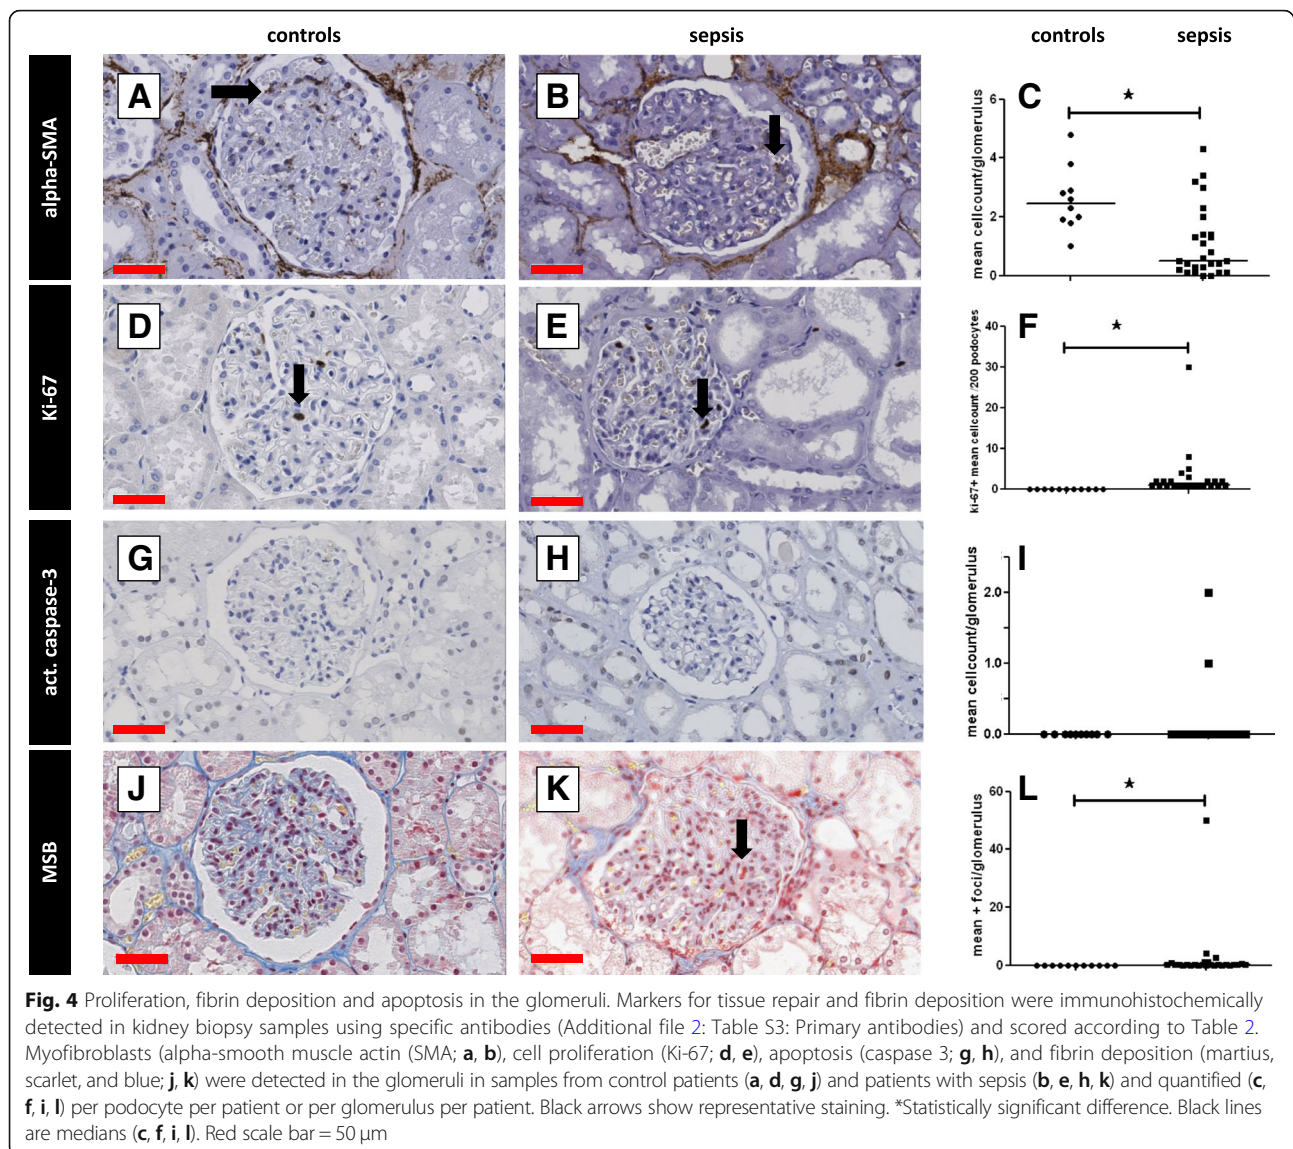 controls
sepsis
controls
sepsis
alpha-SMA
A
B
C
mean cellcount/glomerulus
6
4
2
0
★
Ki-67
D
E
F
ki-67+ mean cellcount /200 podocytes
40
30
20
10
0
★
act. caspase-3
G
H
I
mean cellcount/glomerulus
2.0
1.0
0.0
MSB
J
K
L
mean + foci/glomerulus
60
40
20
0
★
Fig. 4 Proliferation, fibrin deposition and apoptosis in the glomeruli. Markers for tissue repair and fibrin deposition were immunohistochemically
detected in kidney biopsy samples using specific antibodies (Additional file 2: Table S3: Primary antibodies) and scored according to Table 2.
Myofibroblasts (alpha-smooth muscle actin (SMA; a, b), cell proliferation (Ki-67; d, e), apoptosis (caspase 3; g, h), and fibrin deposition (martius,
scarlet, and blue; j, k) were detected in the glomeruli in samples from control patients (a, d, g, j) and patients with sepsis (b, e, h, k) and quantified (c,
f, i, l) per podocyte per patient or per glomerulus per patient. Black arrows show representative staining. *Statistically significant difference. Black lines
are medians (c, f, i, l). Red scale bar = 50 μm